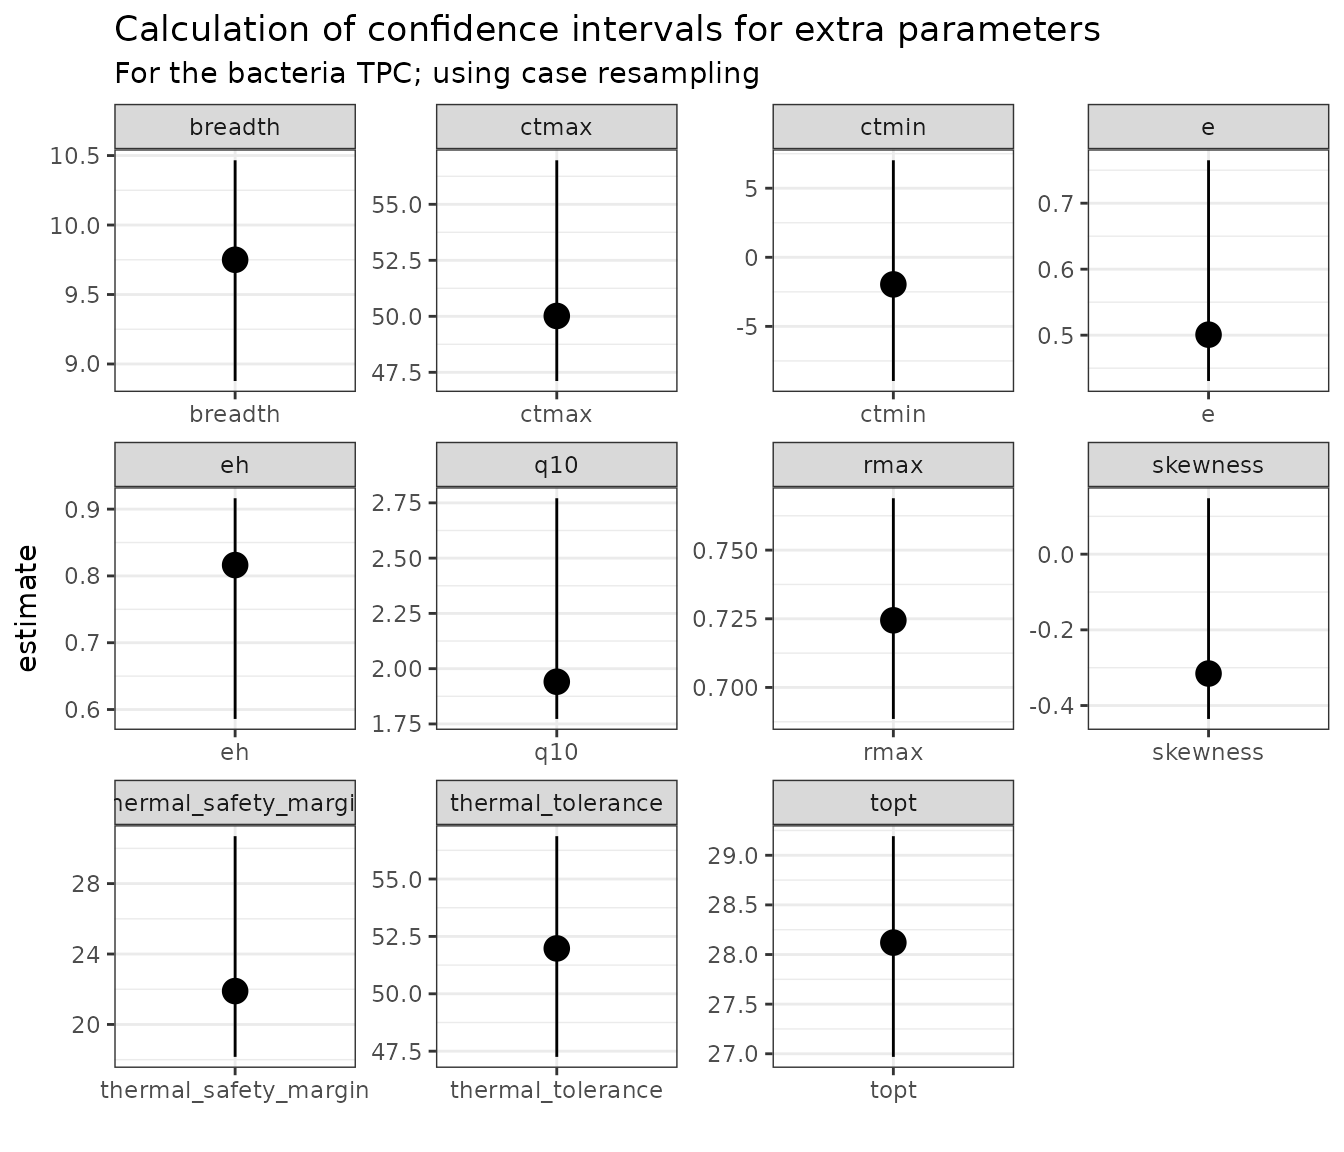 Calculation of confidence intervals for extra parameters
For the bacteria TPC; using case resampling
breadth
ctmax
ctmin
e
10.5
10.0
9.5
9.0
55.0
52.5
50.0
47.5
5
0
-5
0.7
0.6
0.5
breadth
ctmax
ctmin
e
estimate
eh
q10
rmax
skewness
0.9
0.8
0.7
0.6
2.75
2.50
2.25
2.00
1.75
0.750
0.725
0.700
0.0
-0.2
-0.4
eh
q10
rmax
skewness
hermal_safety_margi
thermal_tolerance
topt
28
24
20
55.0
52.5
50.0
47.5
29.0
28.5
28.0
27.5
27.0
thermal_safety_margin
thermal_tolerance
topt